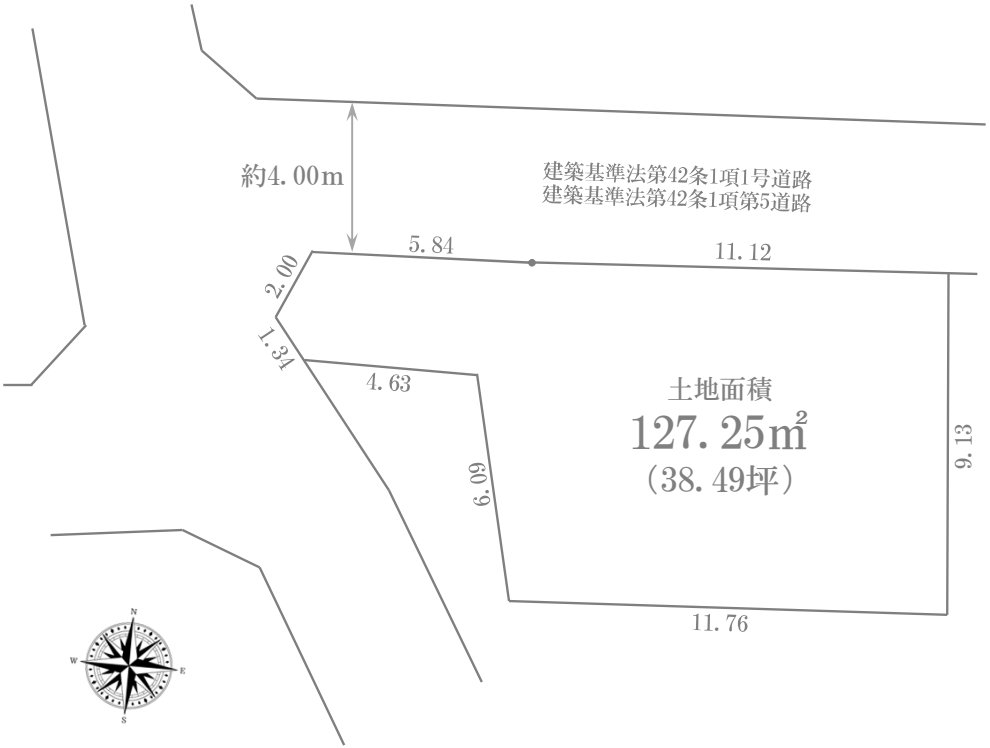 約4.00m
建築基準法第42条1項1号道路
建築基準法第42条1項第5道路
5.84
11.12
2.00
1.34
4.63
土地面積
127.25㎡
(38.49坪)
9.13
6.09
11.76
N
W
E
S